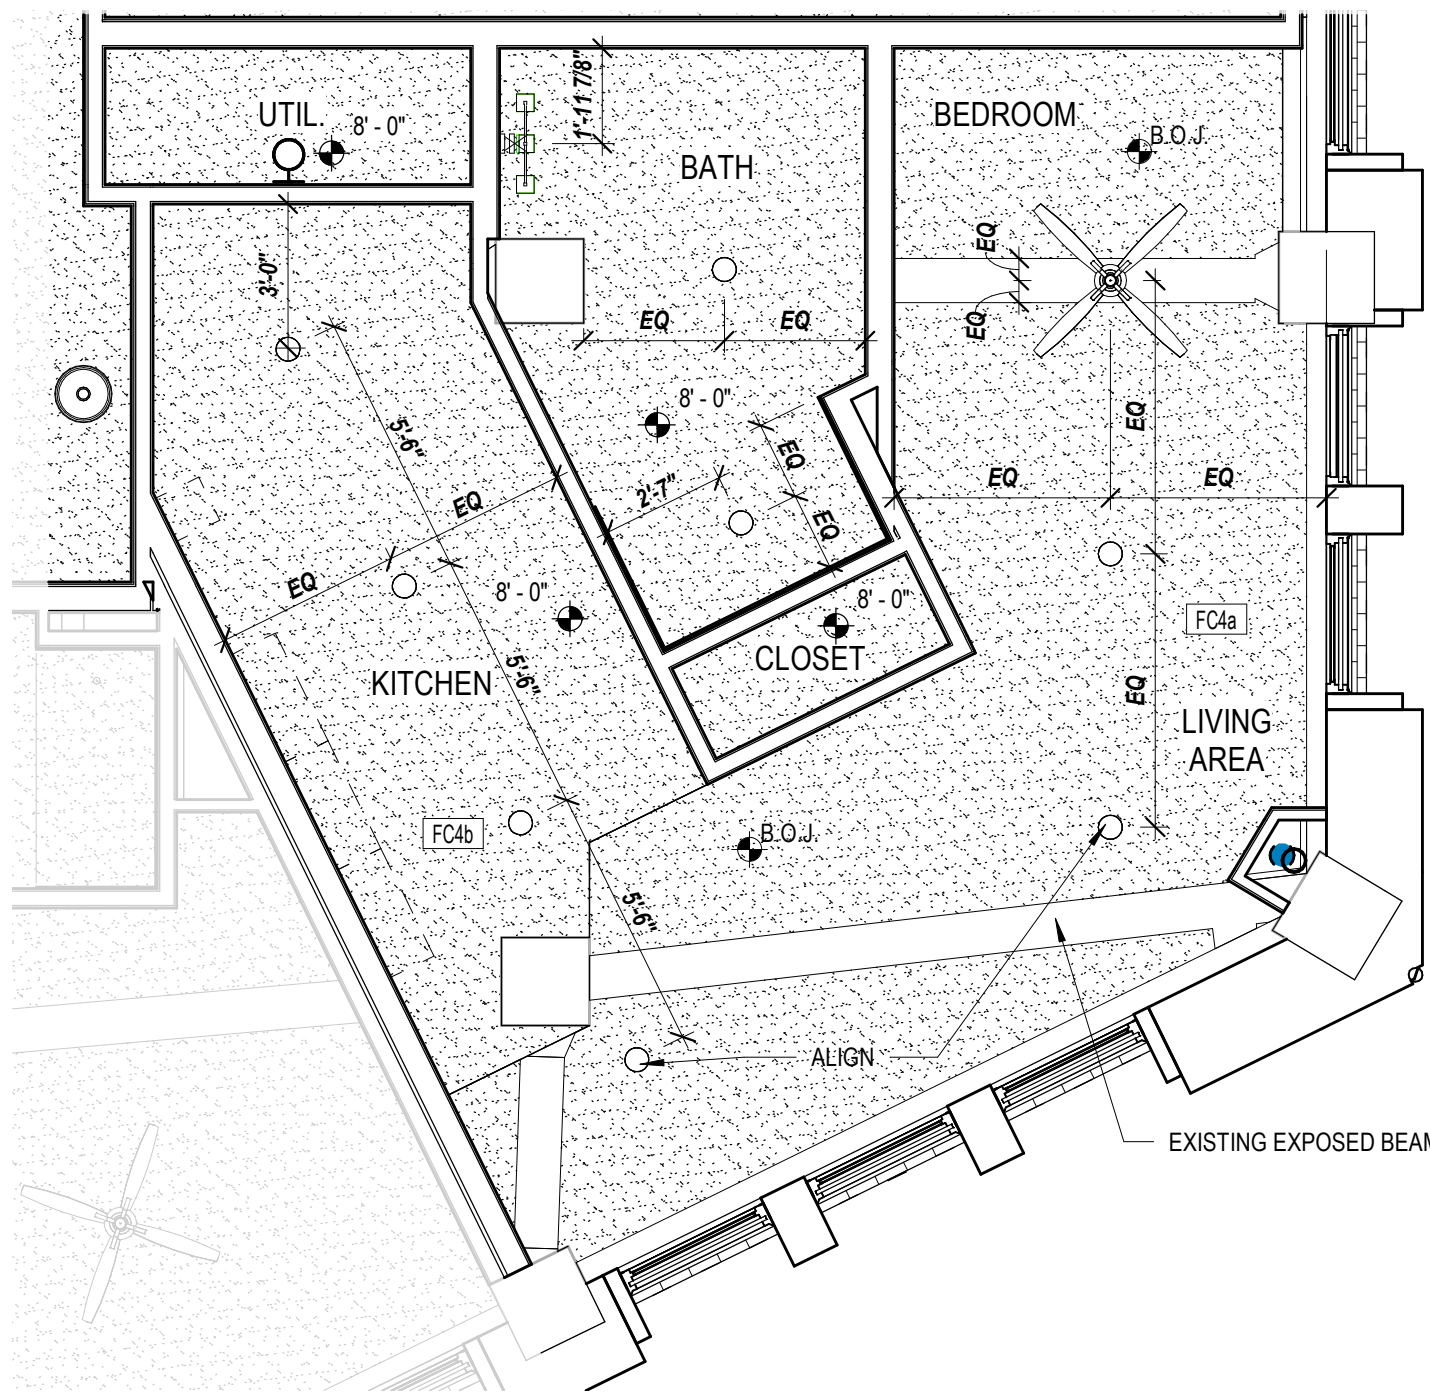 1'-11 7/8"
UTIL.
8' - 0"
BEDROOM
B.O.J.
BATH
EQ
3'-0"
EQ
EQ
EQ
8' - 0"
EQ
5'-6"
EQ
EQ
EQ
2'-7"
EQ
EQ
EQ
8' - 0"
8' - 0"
FC4a
CLOSET
5'-6"
KITCHEN
EQ
LIVING
AREA
FC4b
B.O.J.
5'-6"
ALIGN
EXISTING EXPOSED BEAM